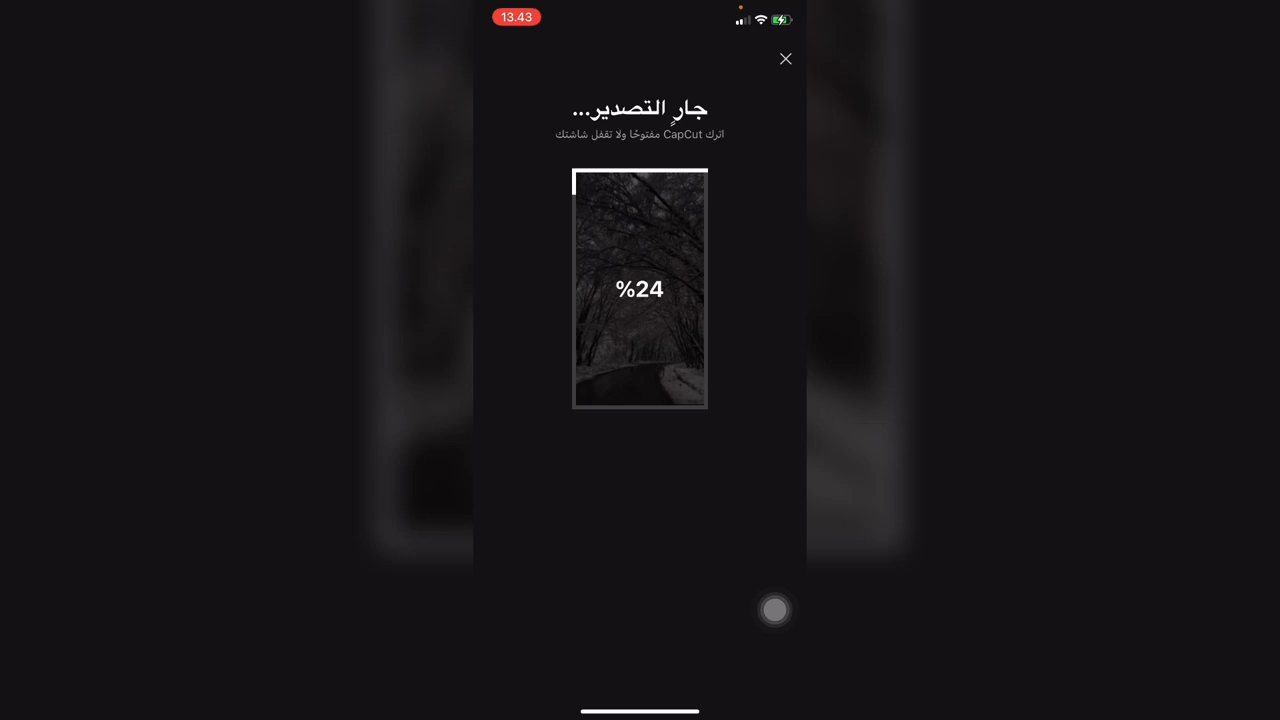 13.43
جارٍ التصدير...
اترك CapCut مفتوحًا ولا تقفل شاشتك
%24